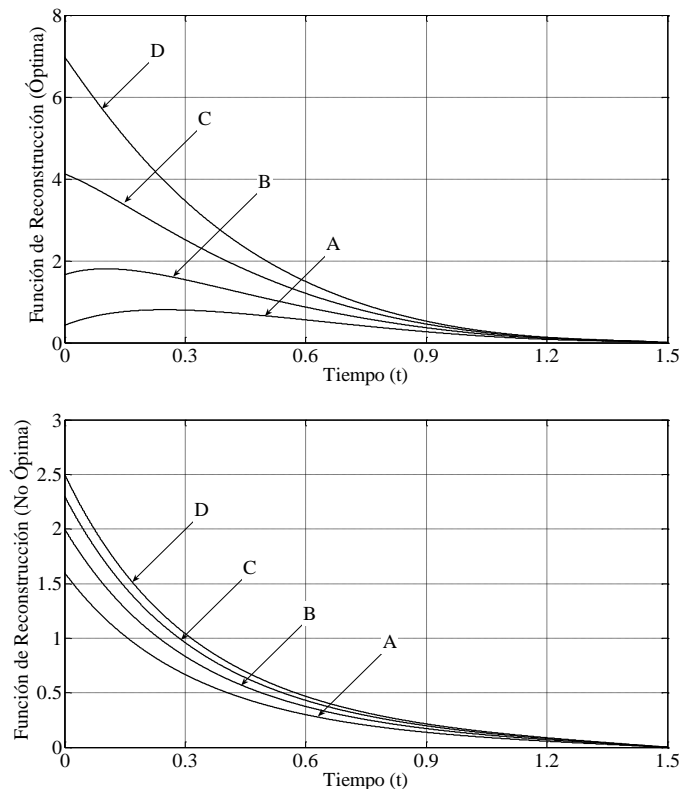 Función de Reconstrucción (Óptima)
8
6
4
2
0
D
C
B
A
0
0.3
0.6
0.9
1.2
1.5
Tiempo (t)
Función de Reconstrucción (No Ópima)
3
2.5
2
1.5
1
0.5
0
D
C
B
A
0
0.3
0.6
0.9
1.2
1.5
Tiempo (t)